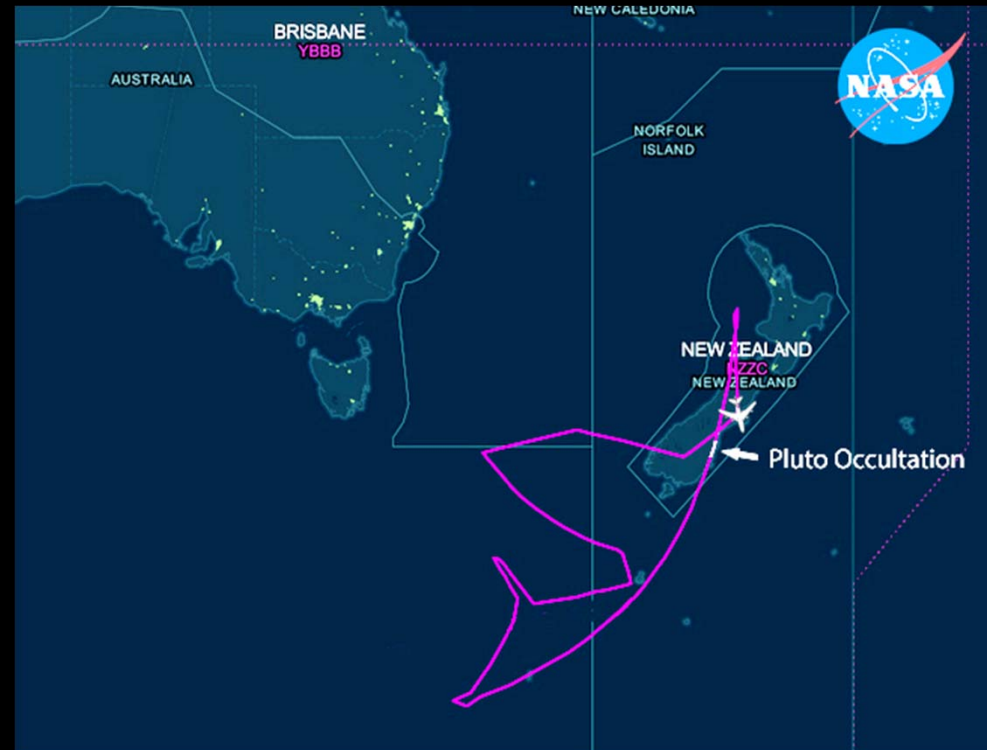 NEW CALEDONIA
BRISBANE
YBBB
AUSTRALIA
NASA
NORFOLK
ISLAND
NEW ZEALAND
NZZC
NEW ZEALAND
Pluto Occultation